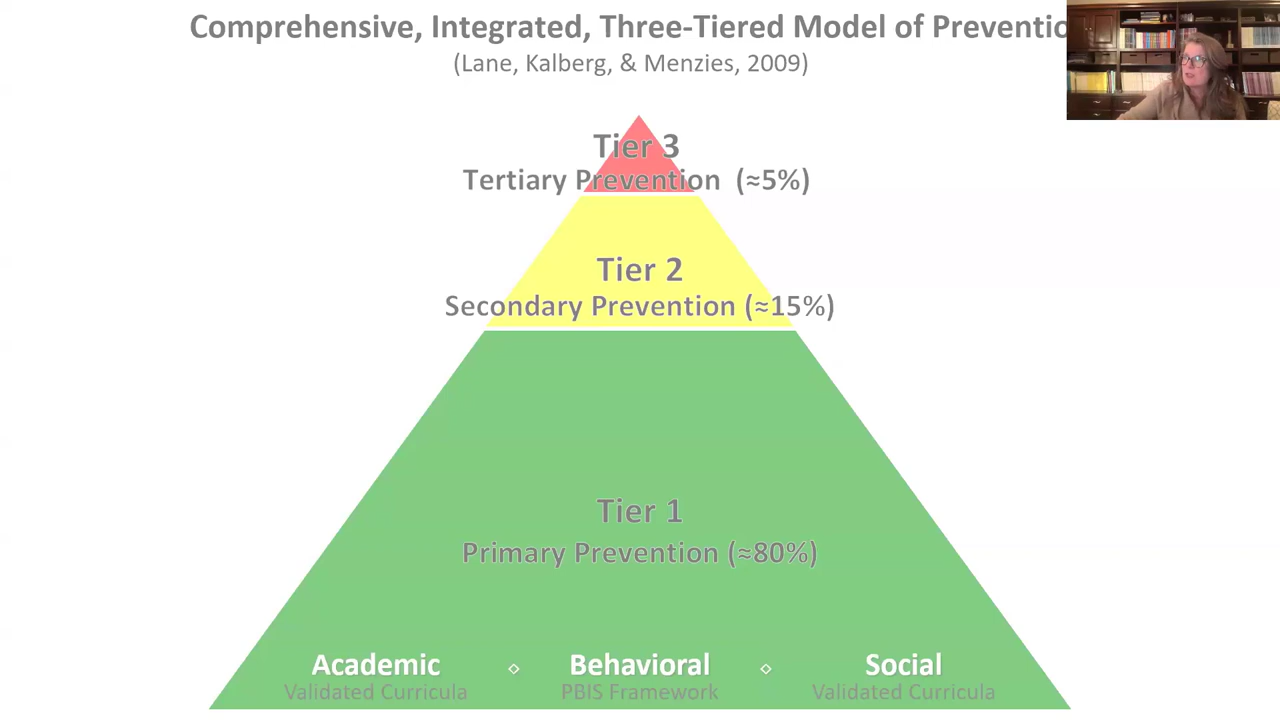 Comprehensive, Integrated, Three-Tiered Model of Preventio
(Lane, Kalberg, & Menzies, 2009)
Tier 3
Tertiary Prevention (≈5%)
Tier 2
Secondary Prevention (≈15%)
Tier 1
Primary Prevention (≈80%)
Academic ◇ Behavioral ◇ Social
Validated Curricula PBIS Framework Validated Curricula